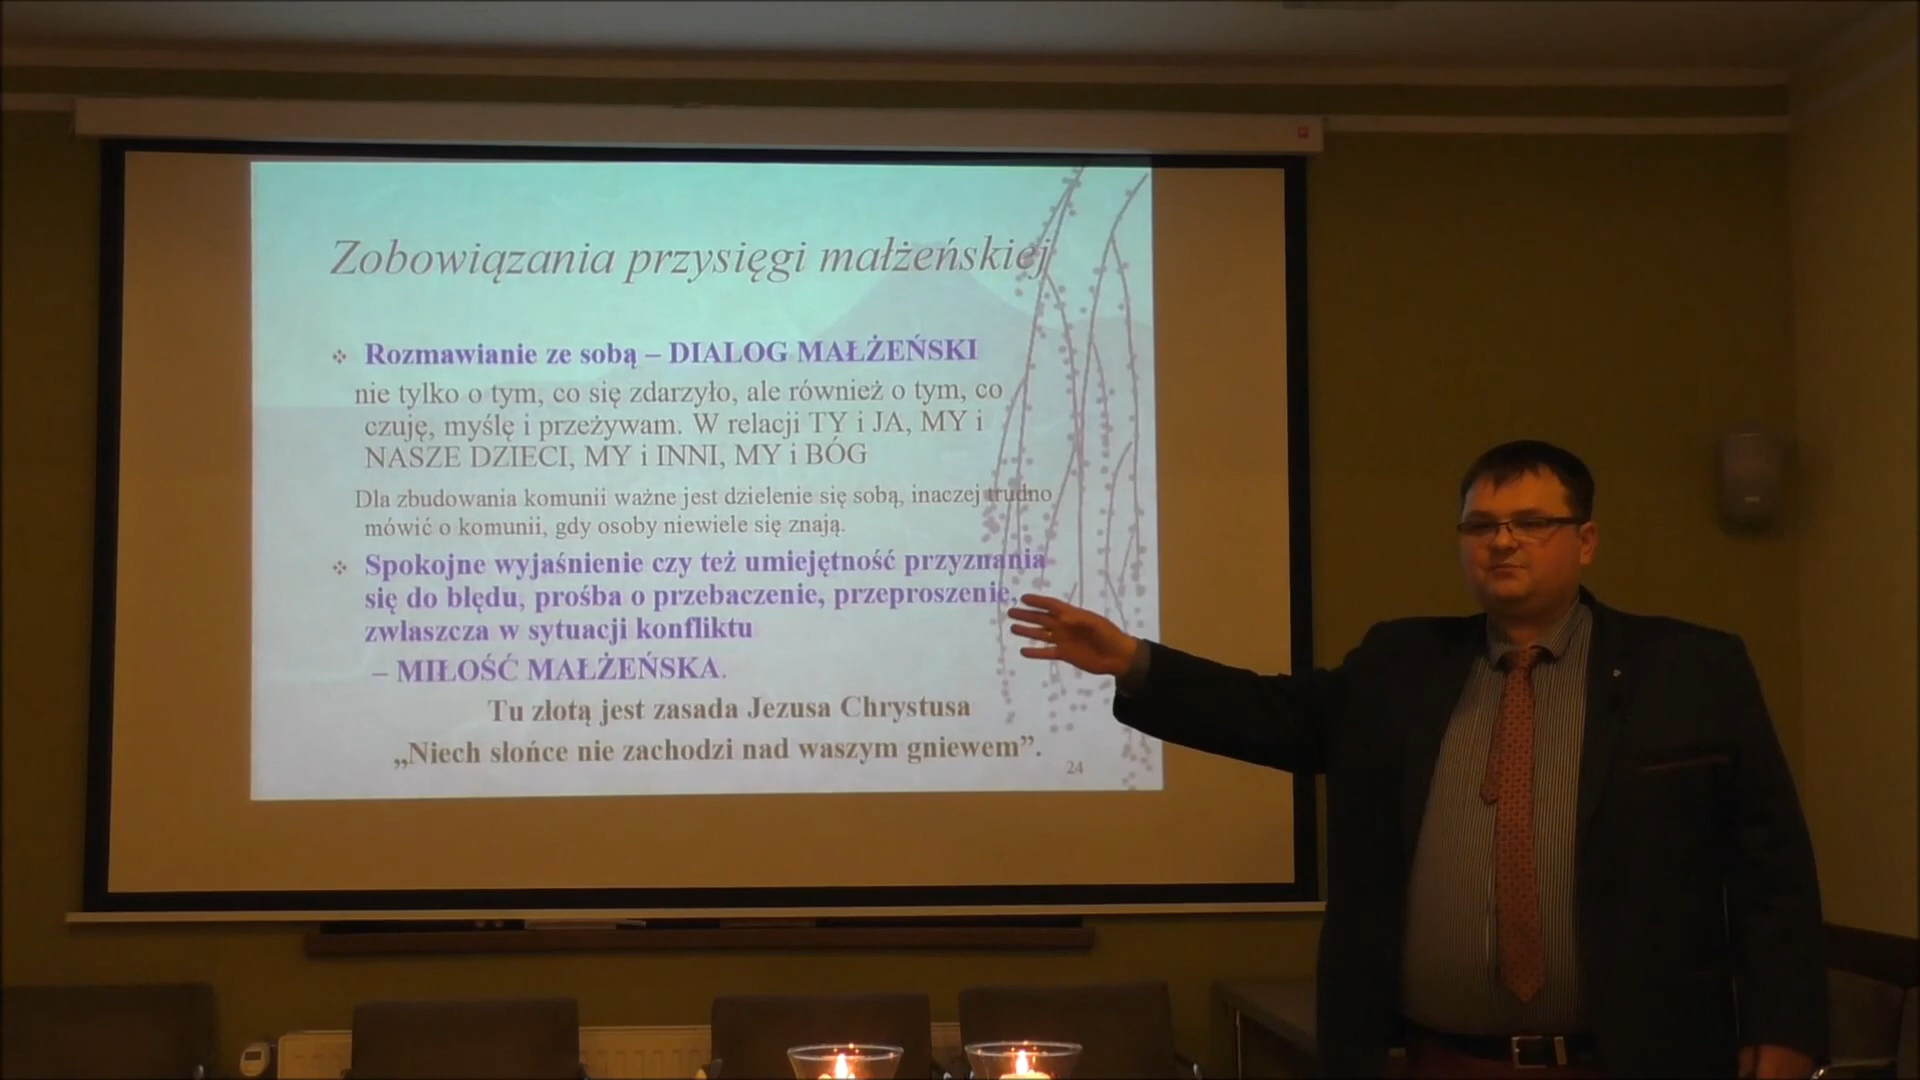 Zobowiązania przysięgi małżeńskiej
Rozmawianie ze sobą – DIALOG MAŁŻEŃSKI
nie tylko o tym, co się zdarzyło, ale również o tym, co
czuję, myślę i przeżywam. W relacji TY i JA, MY i
NASZE DZIECI, MY i INNI, MY i BÓG
Dla zbudowania komunii ważne jest dzielenie się sobą, inaczej trudno
mówić o komunii, gdy osoby niewiele się znają.
Spokojne wyjaśnienie czy też umiejętność przyznania
się do błędu, prośba o przebaczenie, przeproszenie,
zwłaszcza w sytuacji konfliktu
– MIŁOŚĆ MAŁŻEŃSKA.
Tu złotą jest zasada Jezusa Chrystusa
„Niech słońce nie zachodzi nad waszym gniewem”.
24